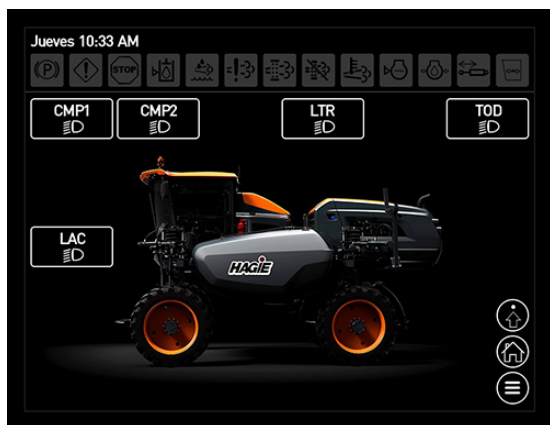 Jueves 10:33 AM
(P) STOP
CMP1 CMP2 LTR TOD
LAC
HAGIE